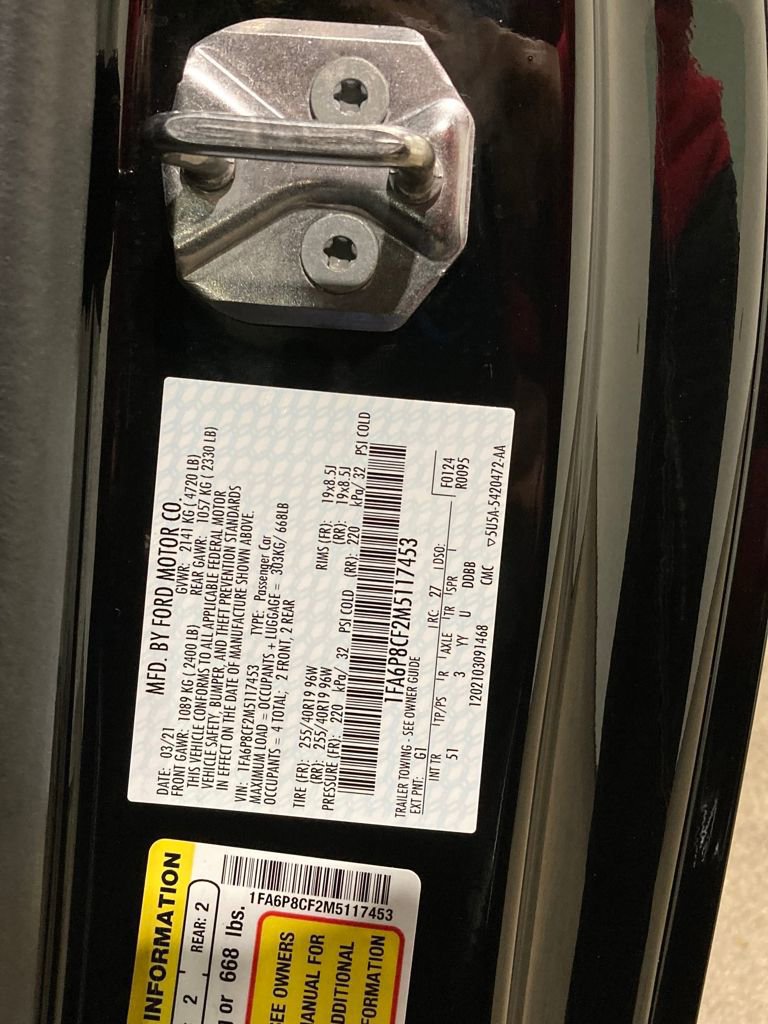 MFD. BY FORD MOTOR CO.
DATE: 03/21 GVWR: 2141 KG ( 4720 LB)
FRONT GAWR: 1089 KG ( 2400 LB) REAR GAWR: 1057 KG ( 2330 LB)
THIS VEHICLE CONFORMS TO ALL APPLICABLE FEDERAL MOTOR
VEHICLE SAFETY, BUMPER, AND THEFT PREVENTION STANDARDS
IN EFFECT ON THE DATE OF MANUFACTURE SHOWN ABOVE.
VIN: 1FA6P8CF2M5117453 TYPE: Passenger Car
MAXIMUM LOAD = OCCUPANTS + LUGGAGE = 303KG/ 668LB
OCCUPANTS = 4 TOTAL; 2 FRONT, 2 REAR
TIRE (FR): 255/40R19 96W RIMS (FR): 19x8.5J
(RR): 255/40R19 96W (RR): 19x8.5J
PRESSURE (FR): 220 kPa/ 32 PSI COLD (RR): 220 kPa/ 32 PSI COLD
1FA6P8CF2M5117453
TRAILER TOWING - SEE OWNER GUIDE
EXT PNT: G1 RC: 27 DSO: F0124
R0095
INT TR TP/PS R AXLE TR SPR
51 3 YY U DDBB
1202103091468 CMC 5U5A-5420472-AA
INFORMATION
2 REAR: 2
or 668 lbs.
1FA6P8CF2M5117453
SEE OWNERS
MANUAL FOR
ADDITIONAL
INFORMATION